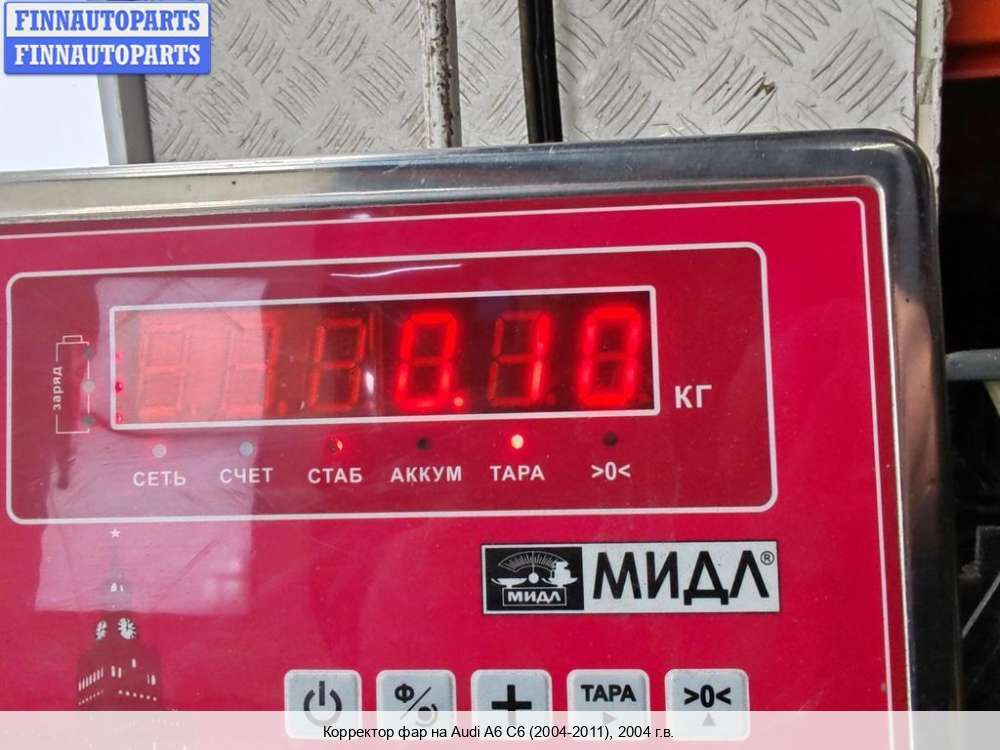 FINNAUTOPARTS
FINNAUTOPARTS
заряд
0.10 КГ
СЕТЬ СЧЕТ СТАБ АККУМ ТАРА >0<
МИДЛ МИДЛ®
Ф/ + ТАРА >0<
Корректор фар на Audi A6 C6 (2004-2011), 2004 г.в.